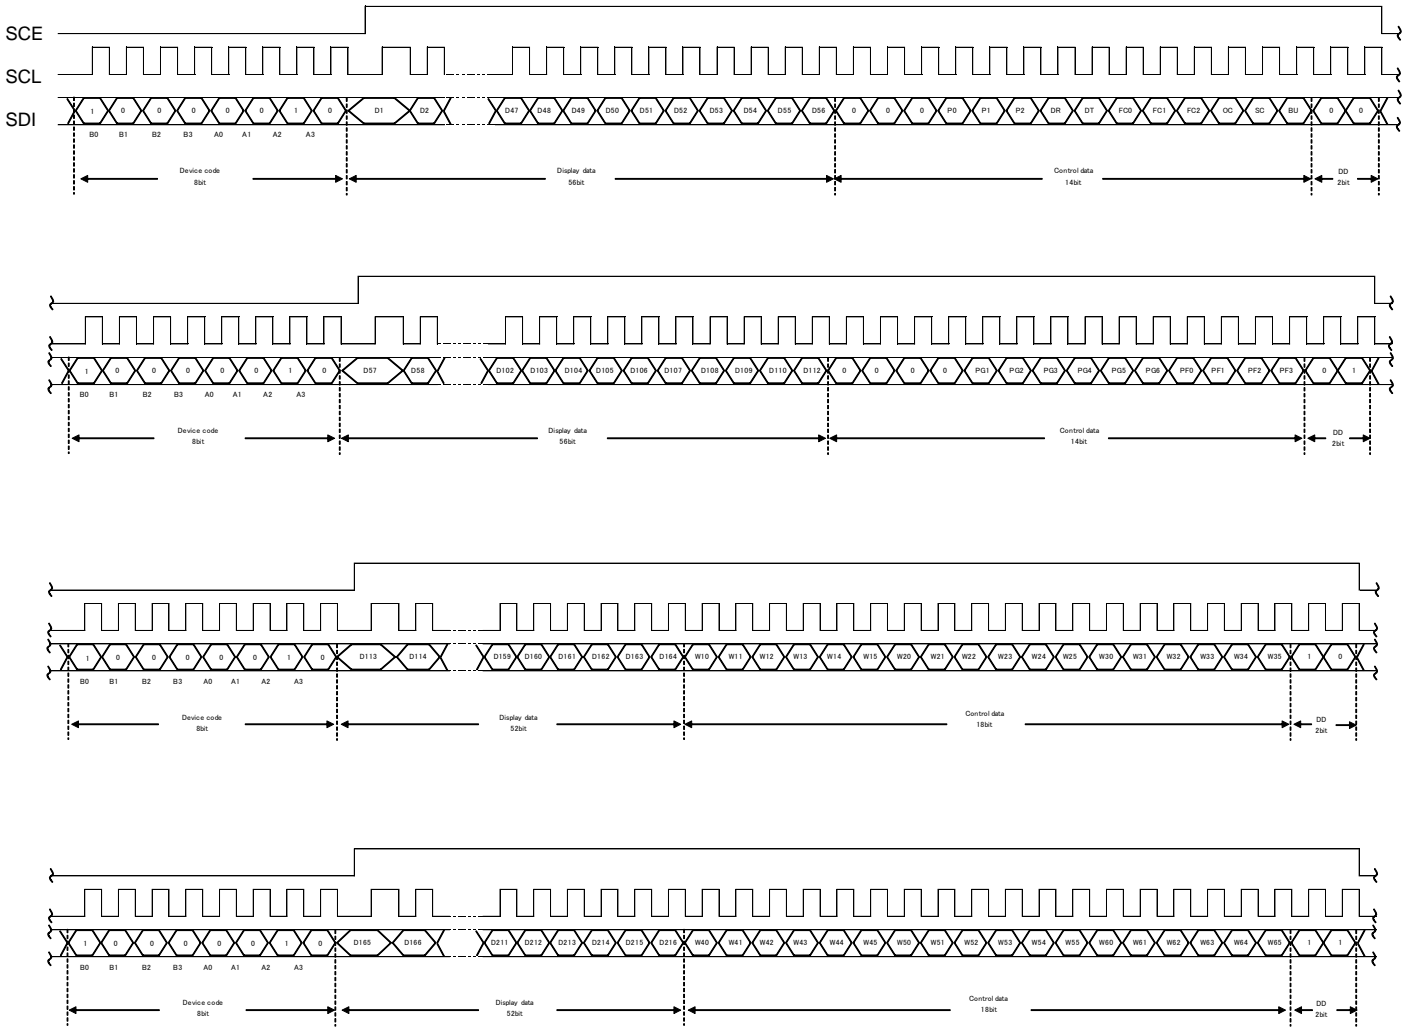 SCE
SCL
SDI
1 0 0 0 0 0 1 0 D1 D2 D47 D48 D49 D50 D51 D52 D53 D54 D55 D56 0 0 0 P0 P1 P2 DR DT FC0 FC1 FC2 OC SC BU 0 0
B0 B1 B2 B3 A0 A1 A2 A3
Device code Display data Control data DD
8bit 56bit 14bit 2bit
1 0 0 0 0 0 1 0 D57 D58 D102 D103 D104 D105 D106 D107 D108 D109 D110 D112 0 0 0 0 PG1 PG2 PG3 PG4 PG5 PG6 PF0 PF1 PF2 PF3 0 1
B0 B1 B2 B3 A0 A1 A2 A3
Device code Display data Control data DD
8bit 56bit 14bit 2bit
1 0 0 0 0 0 1 0 D113 D114 D159 D160 D161 D162 D163 D164 W10 W11 W12 W13 W14 W15 W20 W21 W22 W23 W24 W25 W30 W31 W32 W33 W34 W35 1 0
B0 B1 B2 B3 A0 A1 A2 A3
Device code Display data Control data DD
8bit 52bit 18bit 2bit
1 0 0 0 0 0 1 0 D165 D166 D211 D212 D213 D214 D215 D216 W40 W41 W42 W43 W44 W45 W50 W51 W52 W53 W54 W55 W60 W61 W62 W63 W64 W65 1 1
B0 B1 B2 B3 A0 A1 A2 A3
Device code Display data Control data DD
8bit 52bit 18bit 2bit